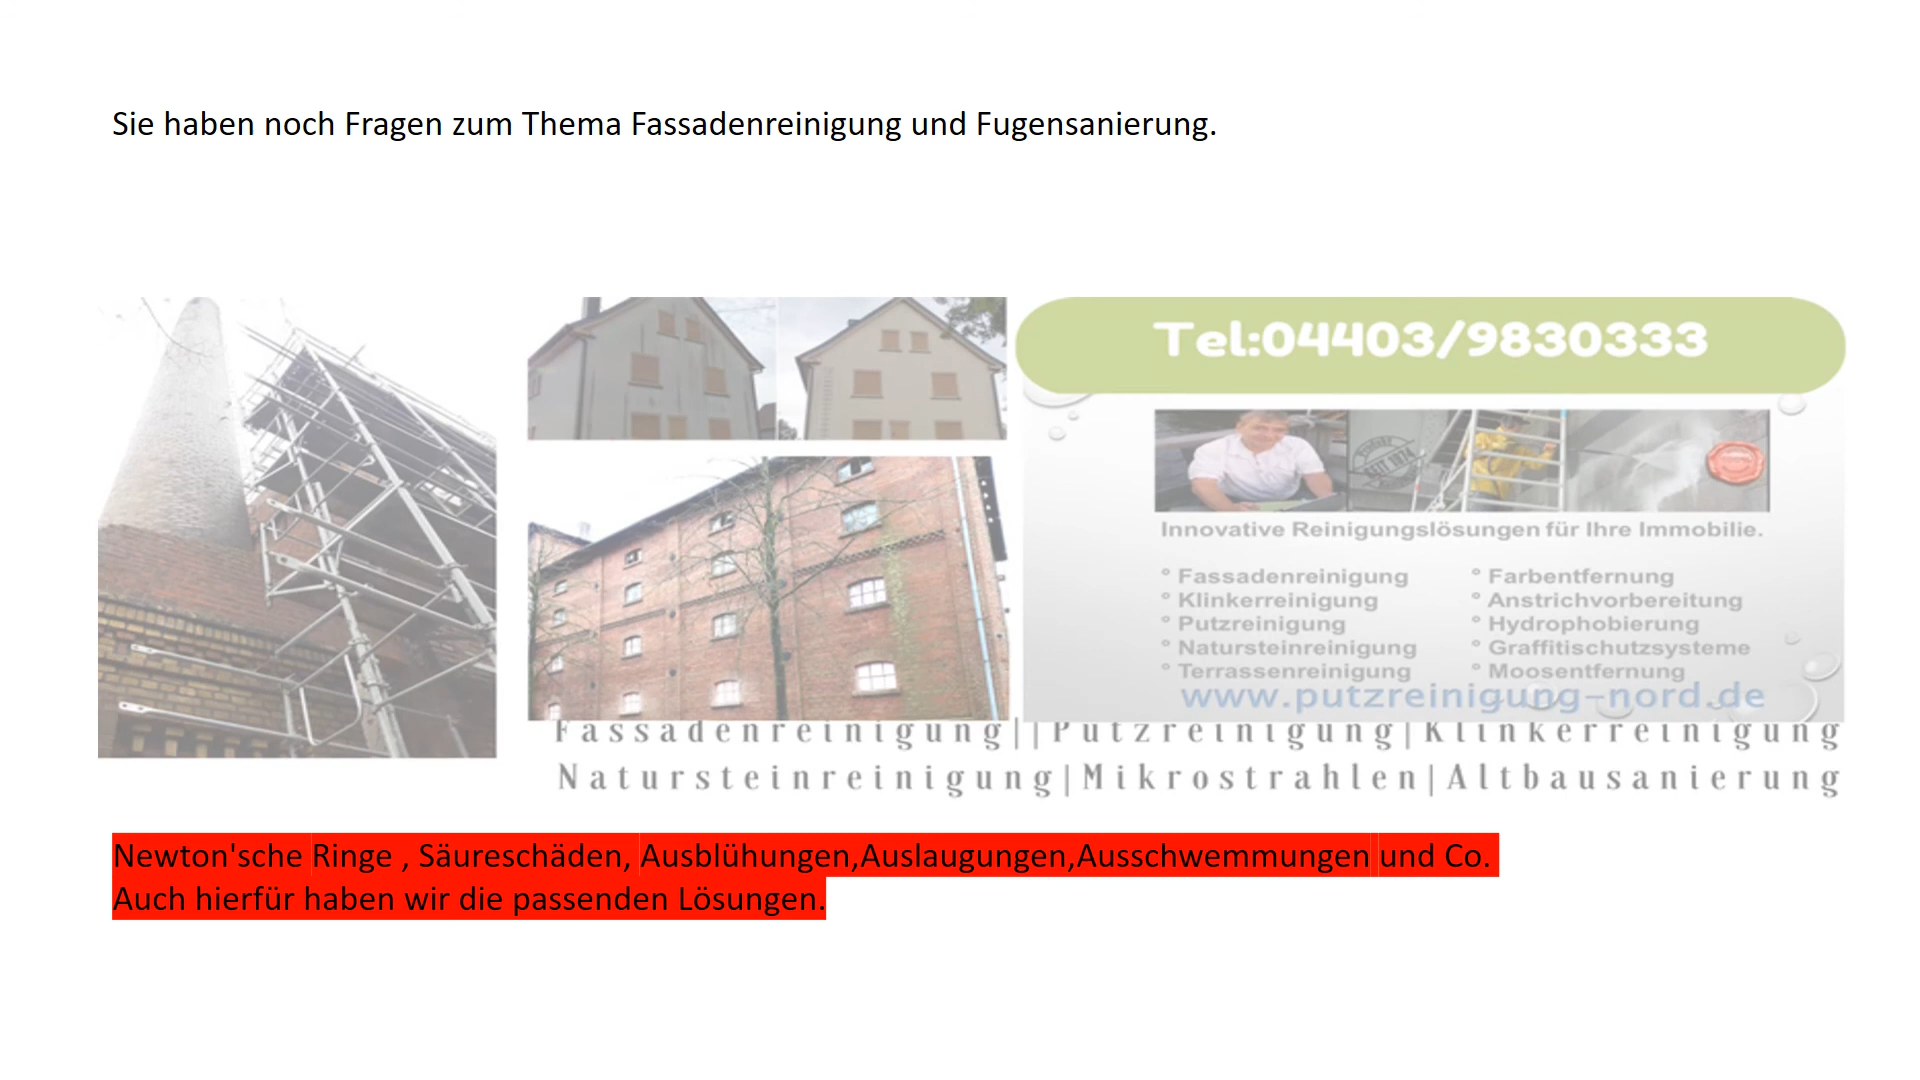 Sie haben noch Fragen zum Thema Fassadenreinigung und Fugensanierung.
Tel:04403/9830333
SEIT 1974
Innovative Reinigungslösungen für Ihre Immobilie.
° Fassadenreinigung
° Klinkerreinigung
° Putzreinigung
° Natursteinreinigung
° Terrassenreinigung
° Farbentfernung
° Anstrichvorbereitung
° Hydrophobierung
° Graffitischutzsysteme
° Moosentfernung
www.putzreinigung-nord.de
Fassadenreinigung||Putzreinigung|Klinkerreinigung
Natursteinreinigung|Mikrostrahlen|Altbausanierung
Newton'sche Ringe , Säureschäden, Ausblühungen,Auslaugungen,Ausschwemmungen und Co.
Auch hierfür haben wir die passenden Lösungen.